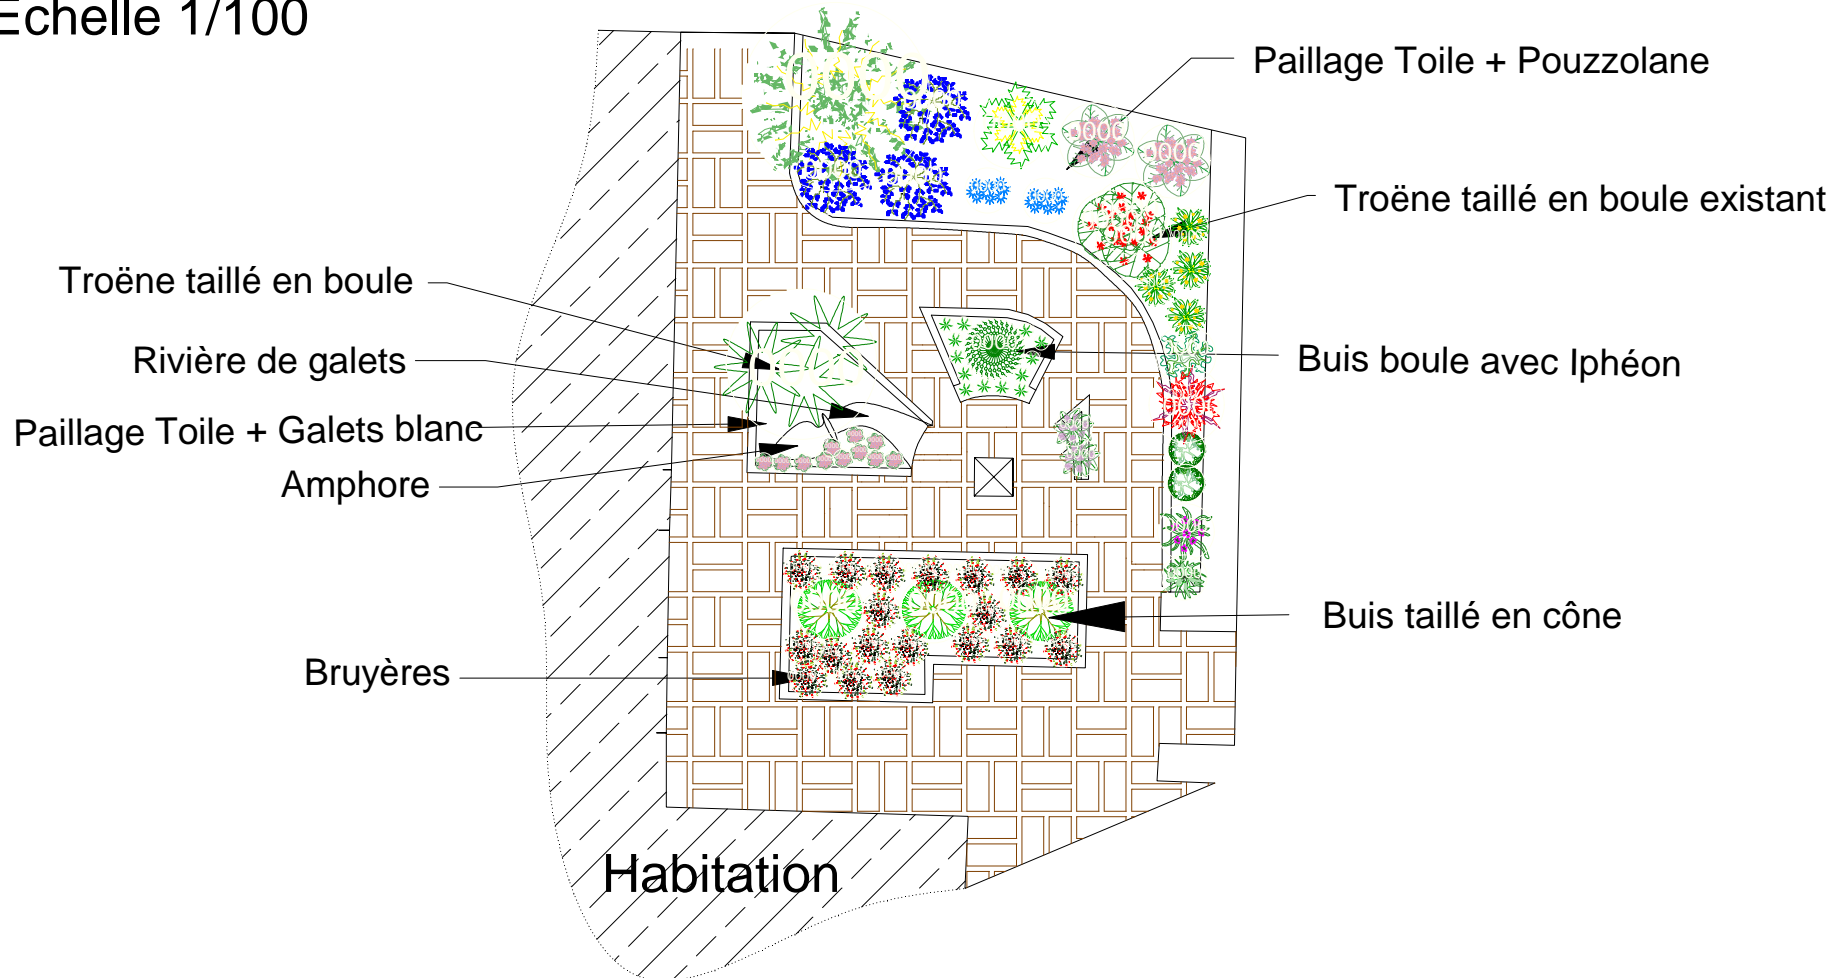 Echelle 1/100
Paillage Toile + Pouzzolane
Troëne taillé en boule existant
Troëne taillé en boule
Rivière de galets
Buis boule avec Iphéon
Paillage Toile + Galets blanc
Amphore
Buis taillé en cône
Bruyères
Habitation